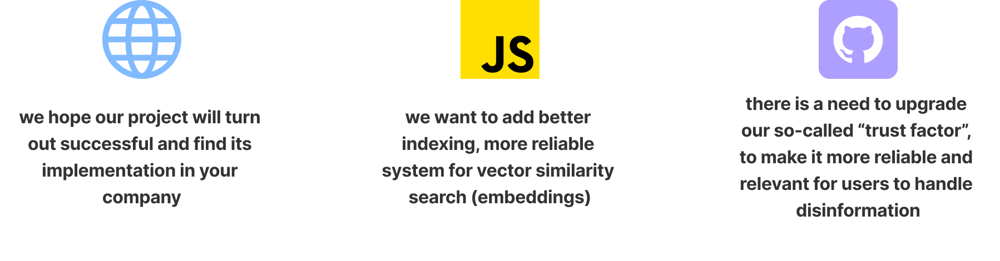 JS
we hope our project will turn
out successful and find its
implementation in your
company
we want to add better
indexing, more reliable
system for vector similarity
search (embeddings)
there is a need to upgrade
our so-called “trust factor”,
to make it more reliable and
relevant for users to handle
disinformation